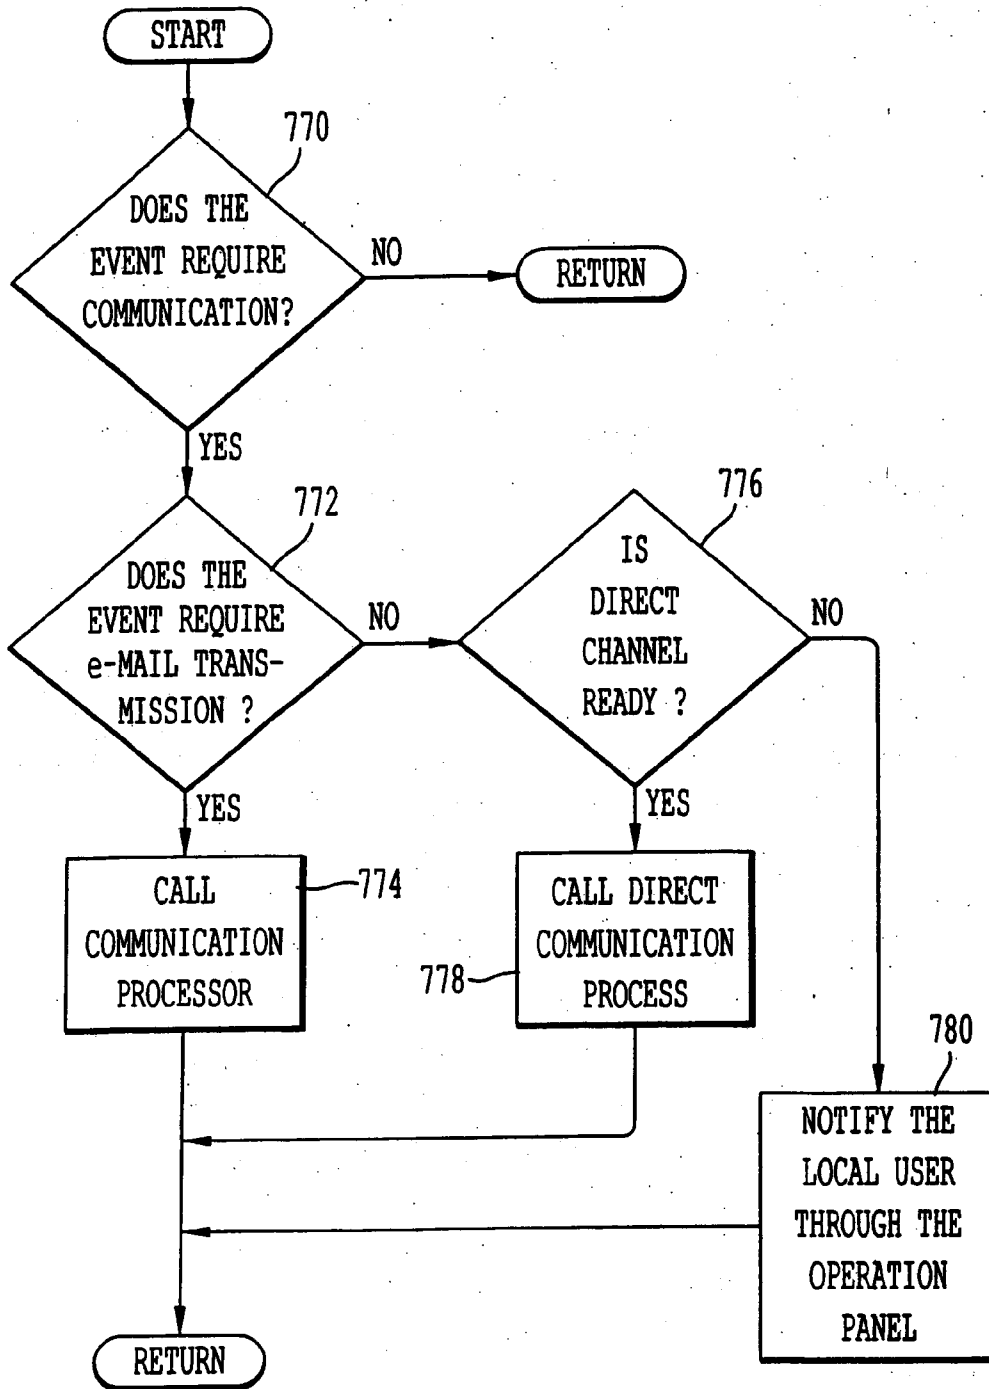 START
770
DOES THE
EVENT REQUIRE
COMMUNICATION?
NO
RETURN
YES
772
DOES THE
EVENT REQUIRE
e-MAIL TRANS-
MISSION ?
NO
776
IS
DIRECT
CHANNEL
READY ?
NO
YES
YES
CALL
COMMUNICATION
PROCESSOR
774
CALL DIRECT
COMMUNICATION
PROCESS
778
780
NOTIFY THE
LOCAL USER
THROUGH THE
OPERATION
PANEL
RETURN